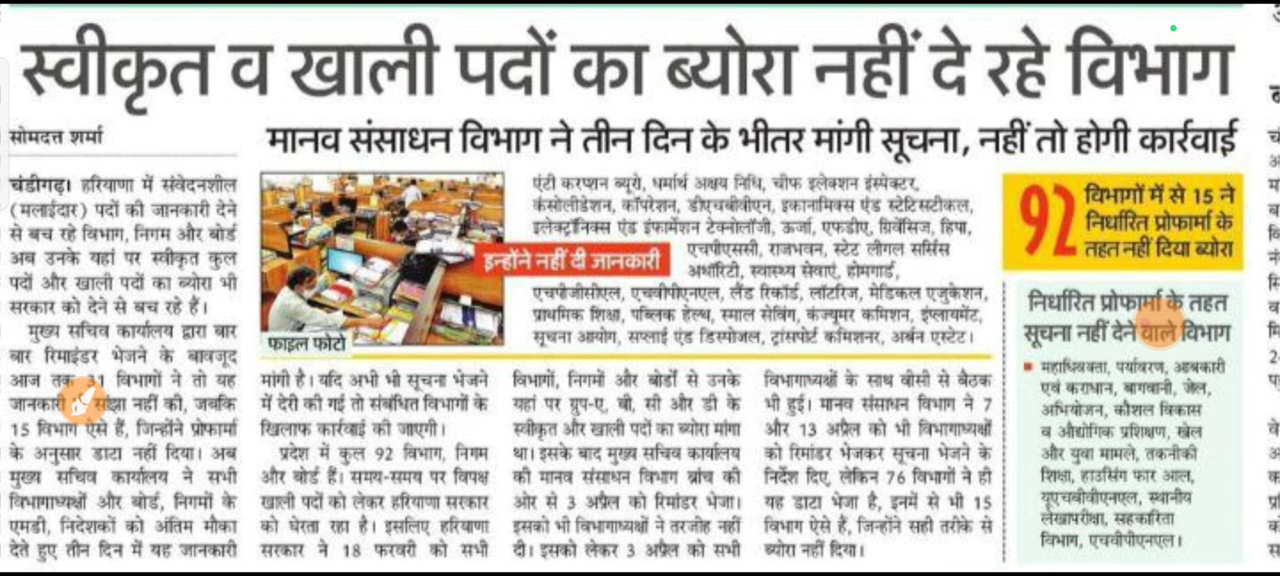 स्वीकृत व खाली पदों का ब्योरा नहीं दे रहे विभाग
सोमदत्त शर्मा
मानव संसाधन विभाग ने तीन दिन के भीतर मांगी सूचना, नहीं तो होगी कार्रवाई
चंडीगढ़। हरियाणा में संवेदनशील
(मलाईदार) पदों की जानकारी देने
से बच रहे विभाग, निगम और बोर्ड
अब उनके यहां पर स्वीकृत कुल
पदों और खाली पदों का ब्योरा भी
सरकार को देने से बच रहे हैं।
मुख्य सचिव कार्यालय द्वारा बार
बार रिमाइंडर भेजने के बावजूद
आज तक विभागों ने तो यह
जानकारी साझा नहीं की, जबकि
15 विभाग ऐसे हैं, जिन्होंने प्रोफार्मा
के अनुसार डाटा नहीं दिया। अब
मुख्य सचिव कार्यालय ने सभी
विभागाध्यक्षों और बोर्ड, निगमों के
एमडी, निदेशकों को अंतिम मौका
देते हुए तीन दिन में यह जानकारी
फाइल फोटो
इन्होंने नहीं दी जानकारी
एंटी करप्शन ब्यूरो, धर्मार्थ अक्षय निधि, चीफ इलेक्शन इंस्पेक्टर,
कंसोलीडेशन, कॉपरेशन, डीएचबीवीएन, इकानामिक्स एंड स्टेटिसटीकल,
इलेक्ट्रॉनिक्स एंड इंफार्मेशन टेक्नोलॉजी, ऊर्जा, एफडीए, ग्रिवेंसिज, हिपा,
एचपीएससी, राजभवन, स्टेट लीगल सर्मिस
अथॉरिटी, स्वास्थ्य सेवाएं, होमगार्ड,
एचपीजीसीएल, एचवीपीएनएल, लैंड रिकॉर्ड, लॉटरिज, मेडिकल एजुकेशन,
प्राथमिक शिक्षा, पब्लिक हेल्थ, स्माल सेविंग, कंज्यूमर कमिशन, इंप्लायमेंट,
सूचना आयोग, सप्लाई एंड डिस्पोजल, ट्रांसपोर्ट कमिशनर, अर्बन एस्टेट।
मांगी है। यदि अभी भी सूचना भेजने
में देरी की गई तो संबंधित विभागों के
खिलाफ कार्रवाई की जाएगी।
प्रदेश में कुल 92 विभाग, निगम
और बोर्ड हैं। समय-समय पर विपक्ष
खाली पदों को लेकर हरियाणा सरकार
को घेरता रहा है। इसलिए हरियाणा
सरकार ने 18 फरवरी को सभी
विभागों, निगमों और बोर्डों से उनके
यहां पर ग्रुप-ए, बी, सी और डी के
स्वीकृत और खाली पदों का ब्योरा मांगा
था। इसके बाद मुख्य सचिव कार्यालय
की मानव संसाधन विभाग ब्रांच की
ओर से 3 अप्रैल को रिमांडर भेजा।
इसको भी विभागाध्यक्षों ने तरजीह नहीं
दी। इसको लेकर 3 अप्रैल को सभी
विभागाध्यक्षों के साथ वीसी से बैठक
भी हुई। मानव संसाधन विभाग ने 7
और 13 अप्रैल को भी विभागाध्यक्षों
को रिमांडर भेजकर सूचना भेजने के
निर्देश दिए, लेकिन 76 विभागों ने ही
यह डाटा भेजा है, इनमें से भी 15
विभाग ऐसे हैं, जिन्होंने सही तरीके से
ब्योरा नहीं दिया।
92 विभागों में से 15 ने
निर्धारित प्रोफार्मा के
तहत नहीं दिया ब्योरा
निर्धारित प्रोफार्मा के तहत
सूचना नहीं देने वाले विभाग
महाधिवक्ता, पर्यावरण, आबकारी
एवं कराधान, बागवानी, जेल,
अभियोजन, कौशल विकास
व औद्योगिक प्रशिक्षण, खेल
और युवा मामले, तकनीकी
शिक्षा, हाउसिंग फार आल,
यूएचबीवीएनएल, स्थानीय
लेखापरीक्षा, सहकारिता
विभाग, एचवीपीएनएल।